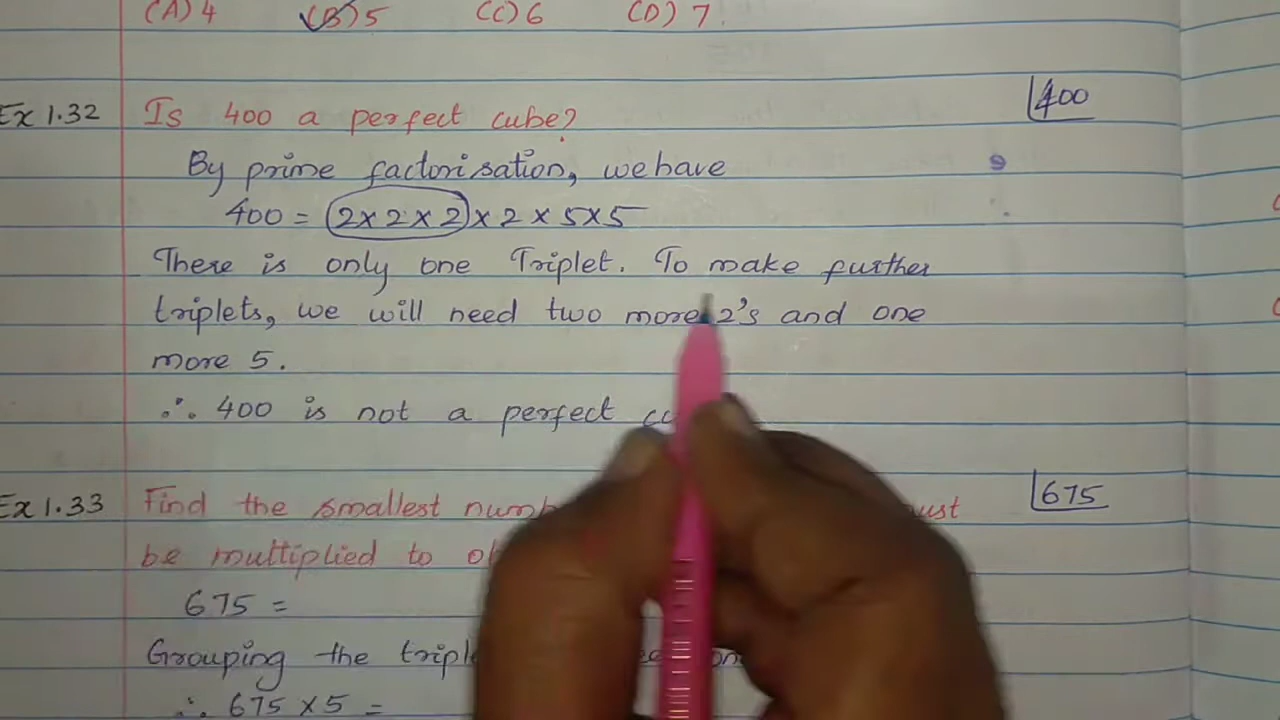 (A) 4 (B) 5 (C) 6 (D) 7.
Ex 1.32 Is 400 a perfect cube? 400
By prime factorisation, we have
400 = 2 × 2 × 2 × 2 × 5 × 5
There is only one Triplet. To make further
triplets, we will need two more 2's and one
more 5.
∴ 400 is not a perfect
Ex 1.33 Find the smallest 675
be multiplied to
675 =
Grouping the
∴ 675 × 5 =